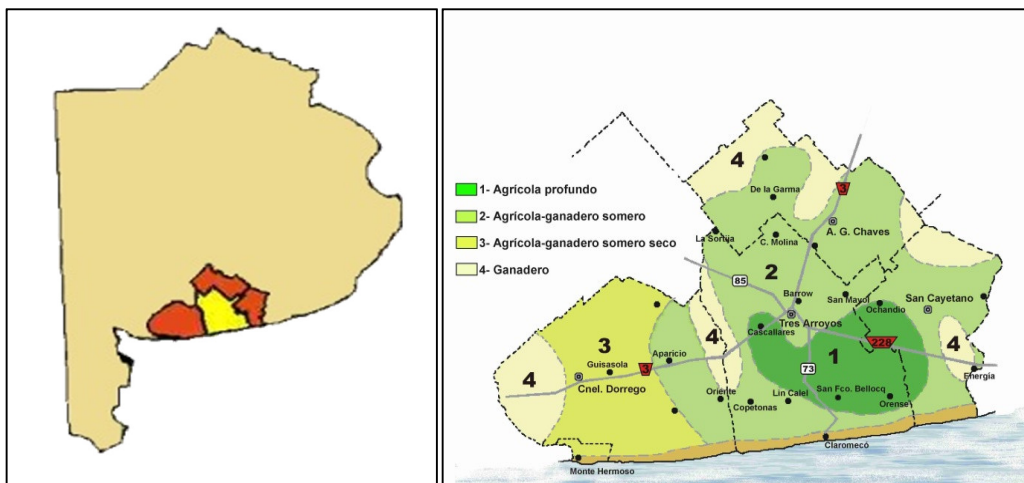 1- Agrícola profundo
2- Agrícola-ganadero somero
3- Agrícola-ganadero somero seco
4- Ganadero
4
3
De la Garma
La Sortija
C. Molina
A. G. Chaves
2
85
Barrow
San Mayol
Ochandio
San Cayetano
Tres Arroyos
Cascallares
4
3
Aparicio
Guisasola
3
4
Cnel. Dorrego
1
228
4
Energía
73
Oriente
Copetonas
Lin Calel
San Fco. Bellocq
Orense
Claromecó
Monte Hermoso